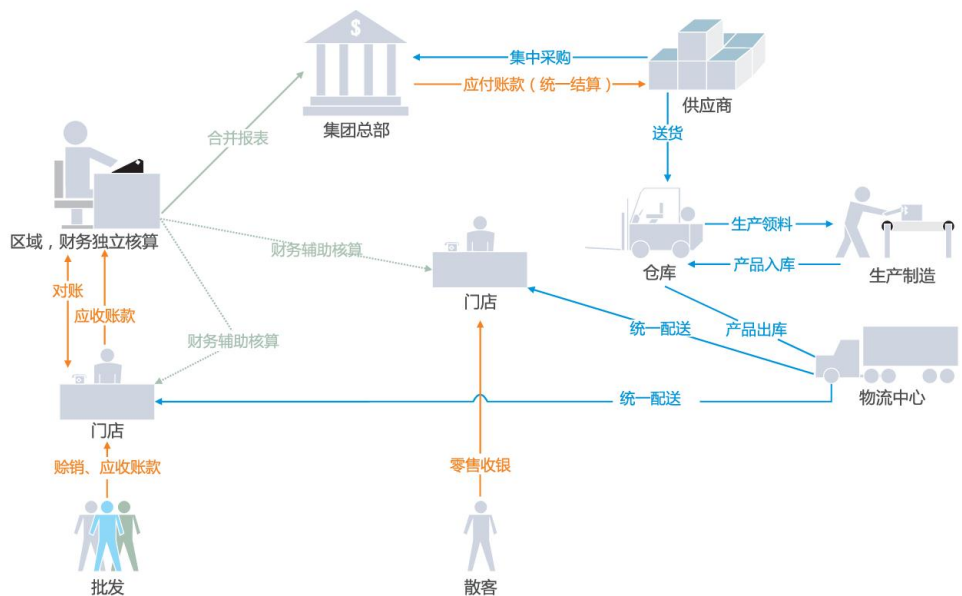 集中采购
应付账款（统一结算）
集团总部
供应商
合并报表
送货
区域，财务独立核算
财务辅助核算
门店
生产领料
产品入库
仓库
生产制造
对账
应收账款
财务辅助核算
统一配送
产品出库
物流中心
统一配送
门店
赊销、应收账款
零售收银
批发
散客